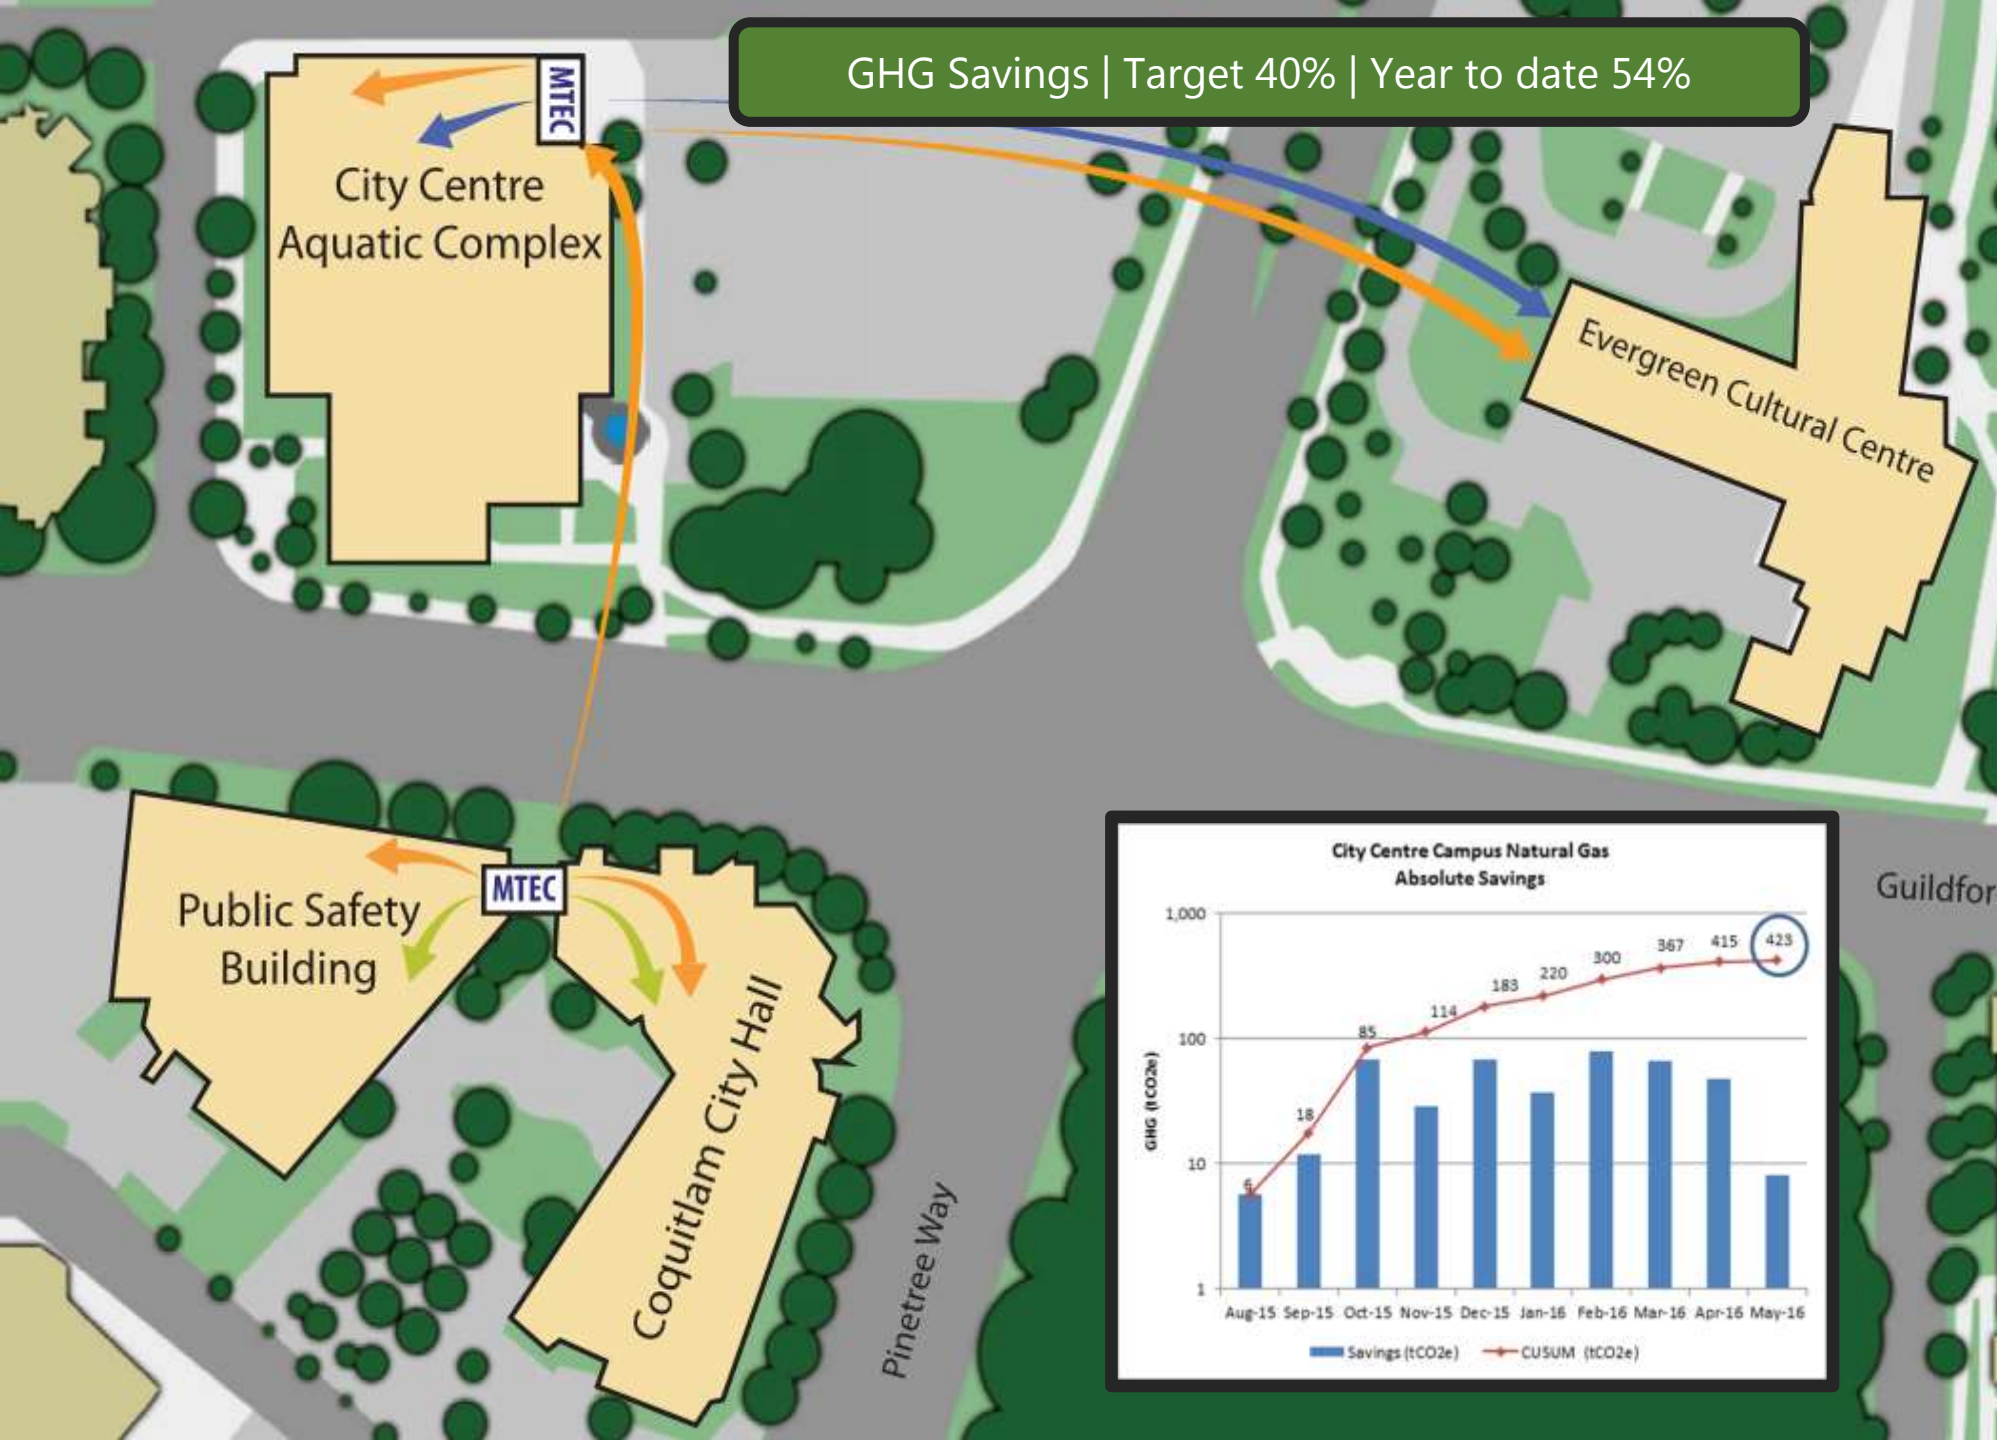 GHG Savings | Target 40% | Year to date 54%
MTEC
City Centre
Aquatic Complex
Evergreen Cultural Centre
MTEC
Public Safety
Building
Coquitlam City Hall
Pinetree Way
Guildfor
City Centre Campus Natural Gas
Absolute Savings
GHG (tCO2e)
1,000
100
10
1
6
18
85
114
183
220
300
367
415
423
Aug-15 Sep-15 Oct-15 Nov-15 Dec-15 Jan-16 Feb-16 Mar-16 Apr-16 May-16
Savings (tCO2e) CUSUM (tCO2e)